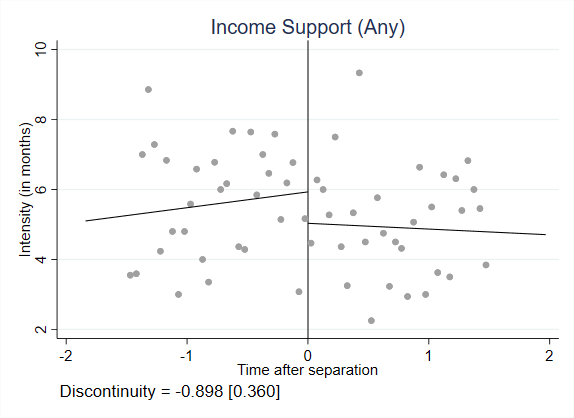 Income Support (Any)
Intensity (in months)
10
8
6
4
2
-2 -1 0 1 2
Time after separation
Discontinuity = -0.898 [0.360]